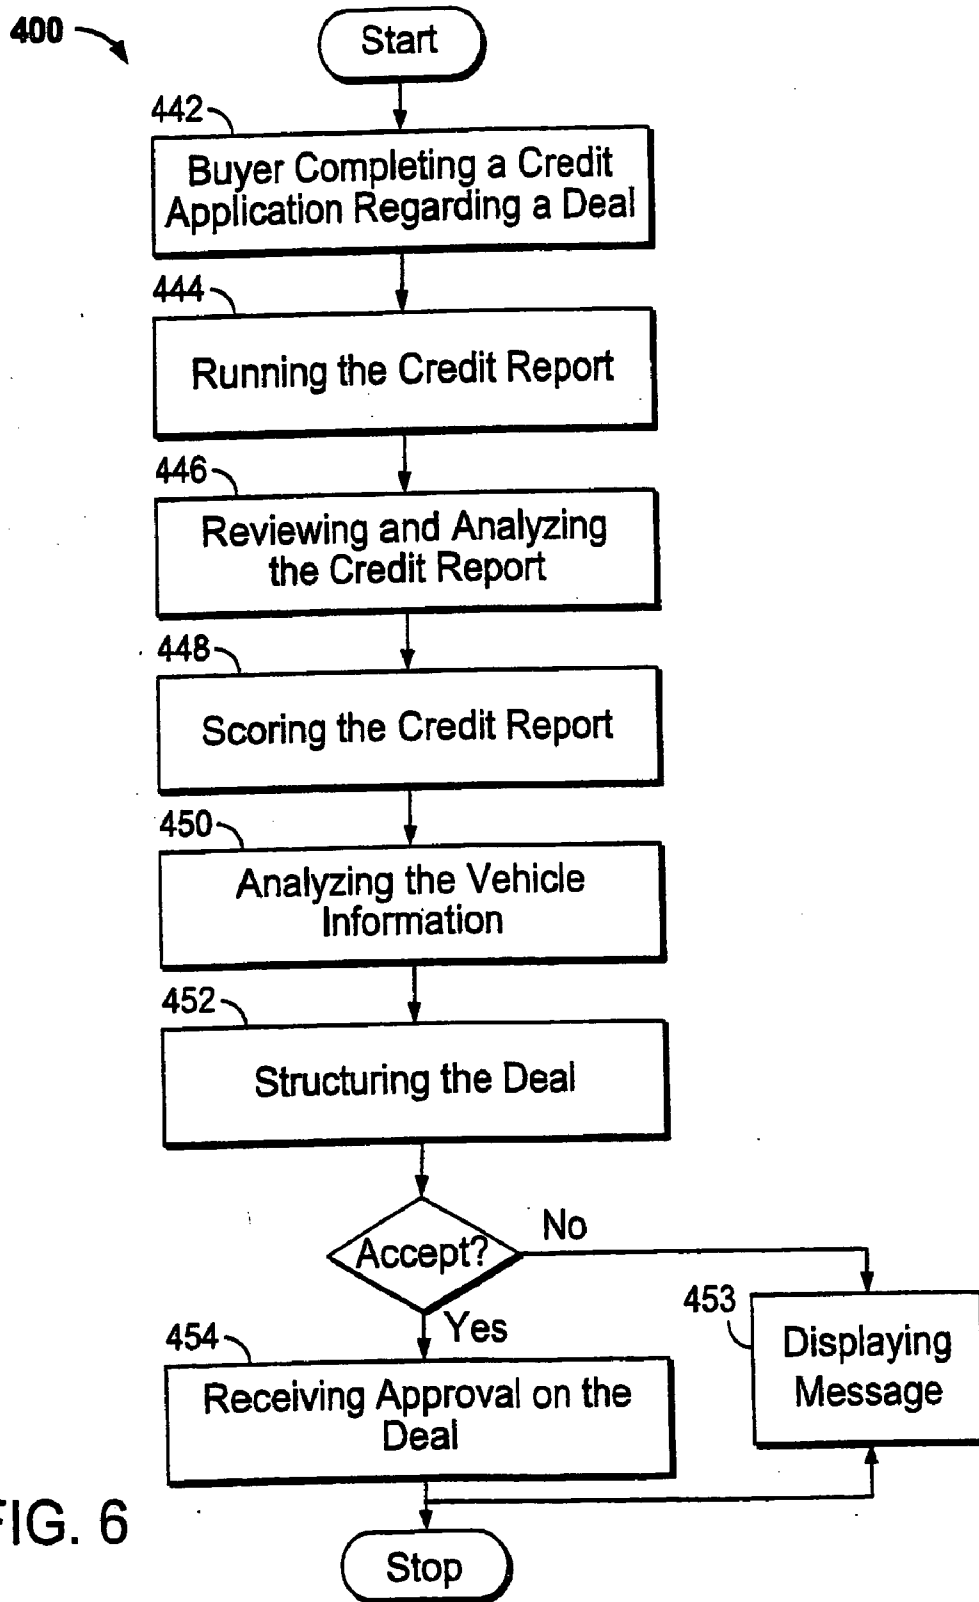 400
Start
442
Buyer Completing a Credit
Application Regarding a Deal
444
Running the Credit Report
446
Reviewing and Analyzing
the Credit Report
448
Scoring the Credit Report
450
Analyzing the Vehicle
Information
452
Structuring the Deal
Accept?
No
Yes
453
Displaying
Message
454
Receiving Approval on the
Deal
FIG. 6
Stop